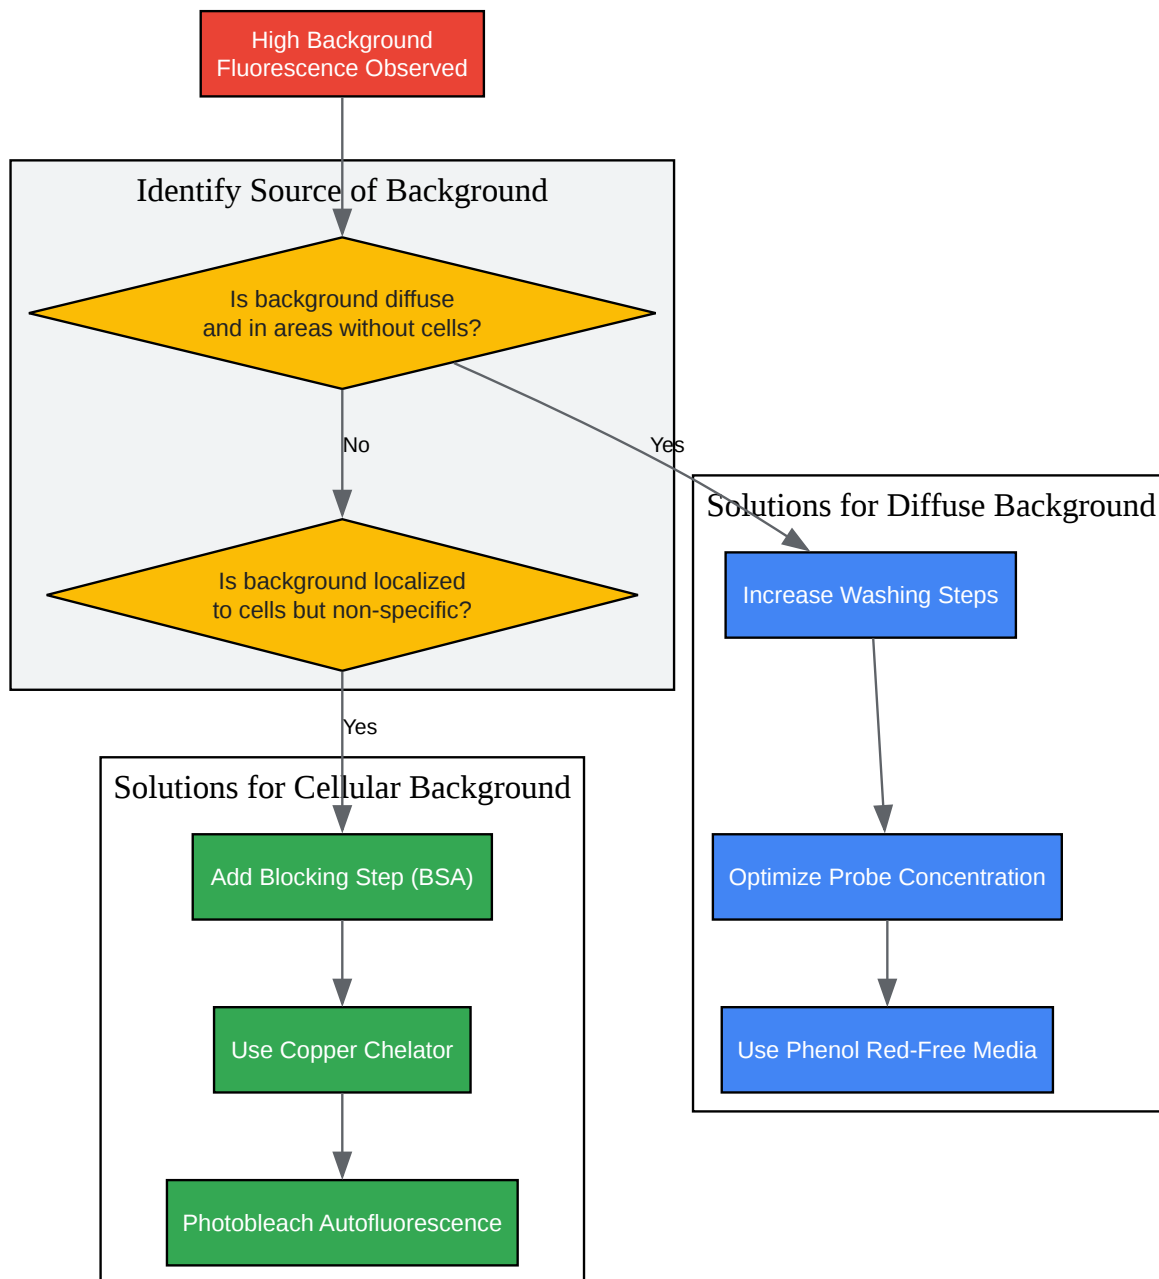 High Background
Fluorescence Observed
Identify Source of Background
Is background diffuse
and in areas without cells?
No
Yes
Is background localized
to cells but non-specific?
Yes
Solutions for Diffuse Background
Increase Washing Steps
Optimize Probe Concentration
Use Phenol Red-Free Media
Solutions for Cellular Background
Add Blocking Step (BSA)
Use Copper Chelator
Photobleach Autofluorescence